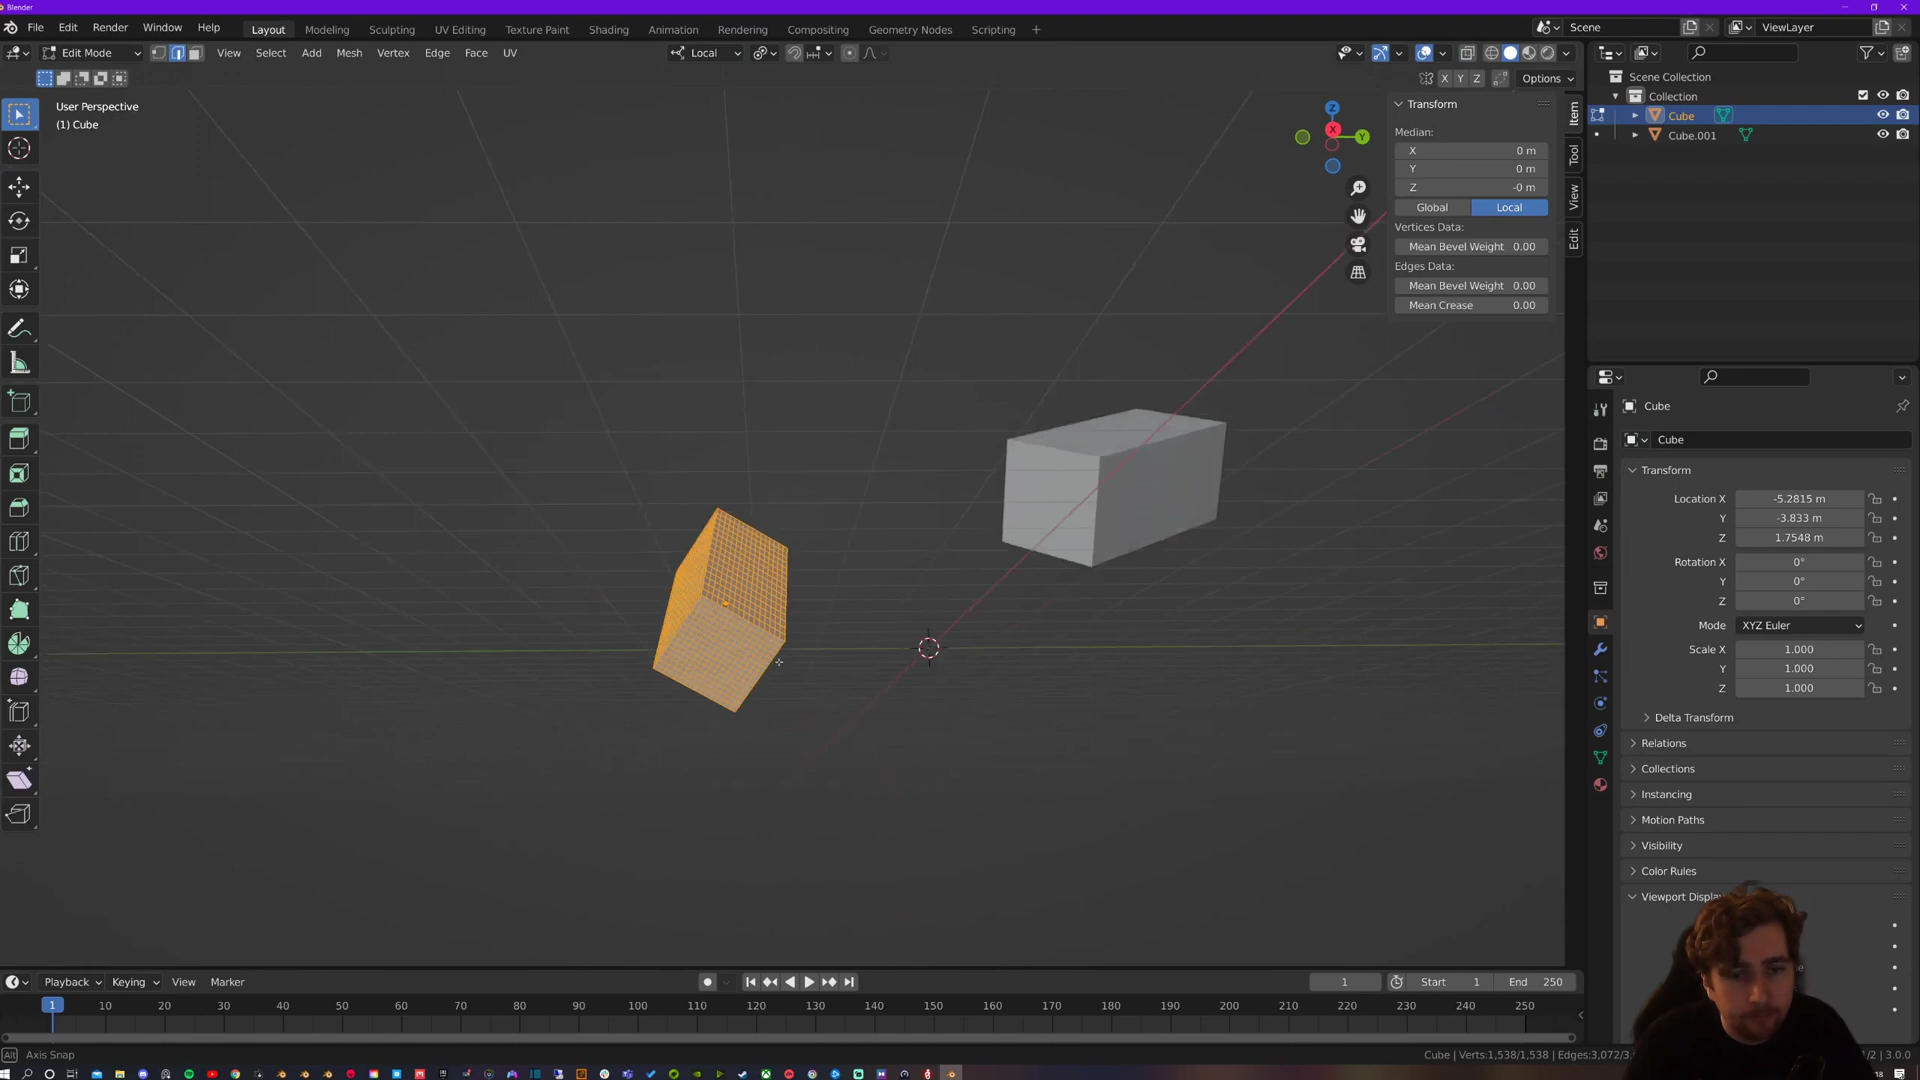 Blender
File Edit Render Window Help
Layout Modeling Sculpting UV Editing Texture Paint Shading Animation Rendering Compositing Geometry Nodes Scripting +
Scene
ViewLayer
Edit Mode View Select Add Mesh Vertex Edge Face UV
Local
X Y Z Options
User Perspective
(1) Cube
Z
X
Y
Transform
Median:
X 0 m
Y 0 m
Z -0 m
Global Local
Vertices Data:
Mean Bevel Weight 0.00
Edges Data:
Mean Bevel Weight 0.00
Mean Crease 0.00
Item
Tool
View
Edit
Scene Collection
Collection
Cube
Cube.001
Cube
Cube
Transform
Location X -5.2815 m
Y -3.833 m
Z 1.7548 m
Rotation X 0°
Y 0°
Z 0°
Mode XYZ Euler
Scale X 1.000
Y 1.000
Z 1.000
Delta Transform
Relations
Collections
Instancing
Motion Paths
Visibility
Color Rules
Viewport Display
Playback Keying View Marker
1 Start 1 End 250
1 10 20 30 40 50 60 70 80 90 100 110 120 130 140 150 160 170 180 190 200 210 220 230 240 250
Alt Axis Snap
Cube | Verts:1,538/1,538 | Edges:3,072/3, 1/2 | 3.0.0